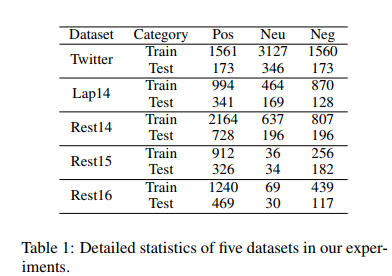 Dataset Category Pos Neu Neg
Twitter Train 1561 3127 1560
Test 173 346 173
Lap14 Train 994 464 870
Test 341 169 128
Rest14 Train 2164 637 807
Test 728 196 196
Rest15 Train 912 36 256
Test 326 34 182
Rest16 Train 1240 69 439
Test 469 30 117
Table 1: Detailed statistics of five datasets in our exper-
iments.